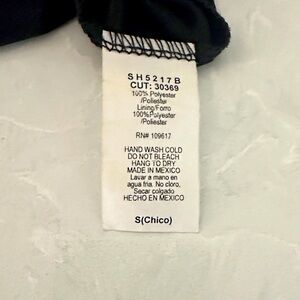 SH5217B
CUT: 30369
100% Polyester
/Poliester
Lining/Forro
100%Polyester
/Poliester
RN# 109617
HAND WASH COLD
DO NOT BLEACH
HANG TO DRY
MADE IN MEXICO
Lavar a mano en
agua fria. No cloro,
Secar colgado
HECHO EN MEXICO
S(Chico)